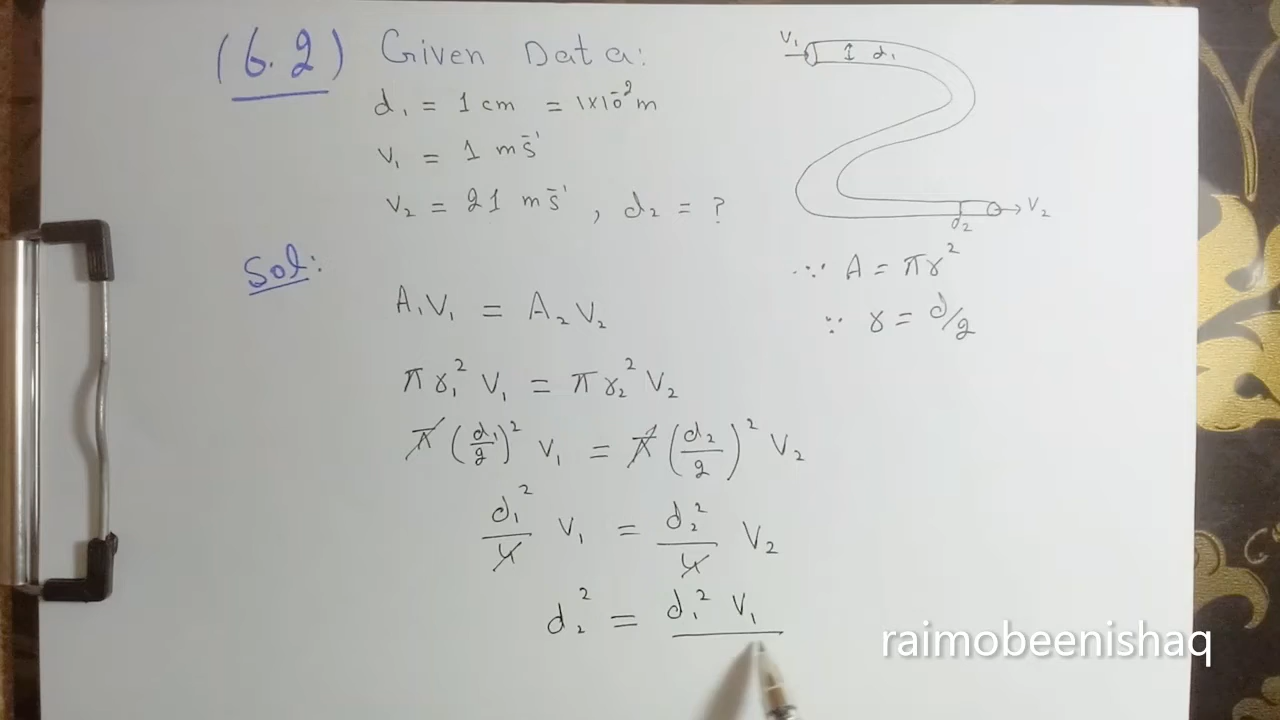 (6.2) Given Data:
d₁ = 1 cm = 1×10⁻² m
V₁ = 1 ms⁻¹
V₂ = 21 ms⁻¹ , d₂ = ?
V₁ d₁
d₂ V₂
Sol:
∵ A = πr²
∵ r = d/2
A₁V₁ = A₂V₂
πr₁² V₁ = πr₂² V₂
π(d₁/2)² V₁ = π(d₂/2)² V₂
d₁²/4 V₁ = d₂²/4 V₂
d₂² = d₁² V₁
raimobeenishaq